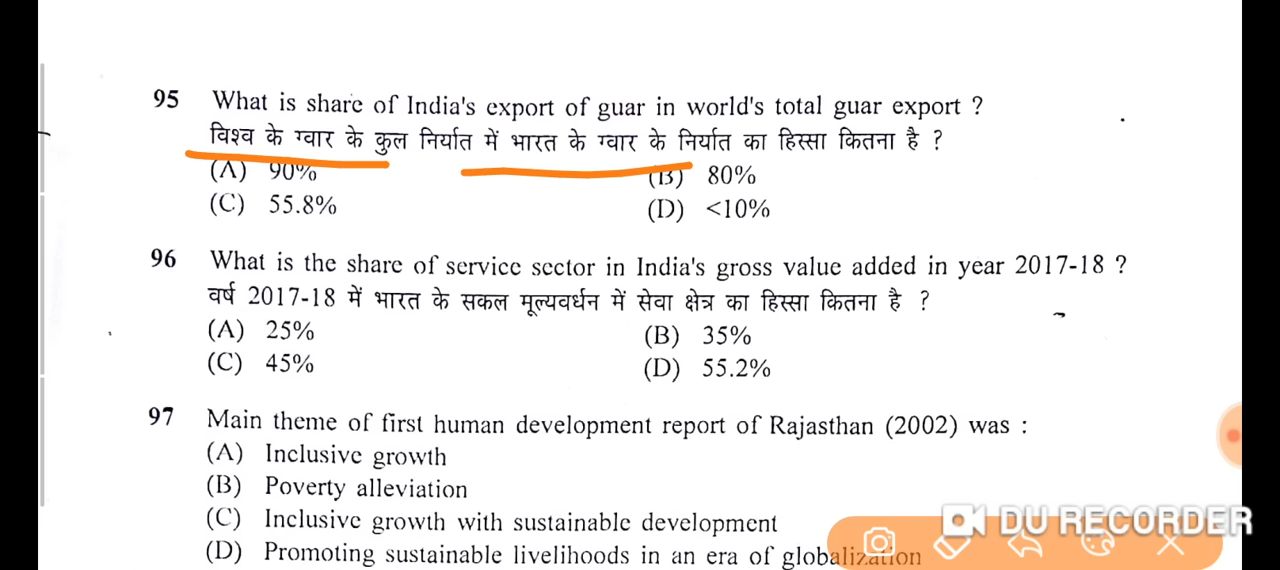 95 What is share of India's export of guar in world's total guar export ?
विश्व के ग्वार के कुल निर्यात में भारत के ग्वार के निर्यात का हिस्सा कितना है ?
(A) 90% (B) 80%
(C) 55.8% (D) <10%
96 What is the share of service sector in India's gross value added in year 2017-18 ?
वर्ष 2017-18 में भारत के सकल मूल्यवर्धन में सेवा क्षेत्र का हिस्सा कितना है ?
(A) 25% (B) 35%
(C) 45% (D) 55.2%
97 Main theme of first human development report of Rajasthan (2002) was :
(A) Inclusive growth
(B) Poverty alleviation
(C) Inclusive growth with sustainable development
(D) Promoting sustainable livelihoods in an era of globalization
DU RECORDER